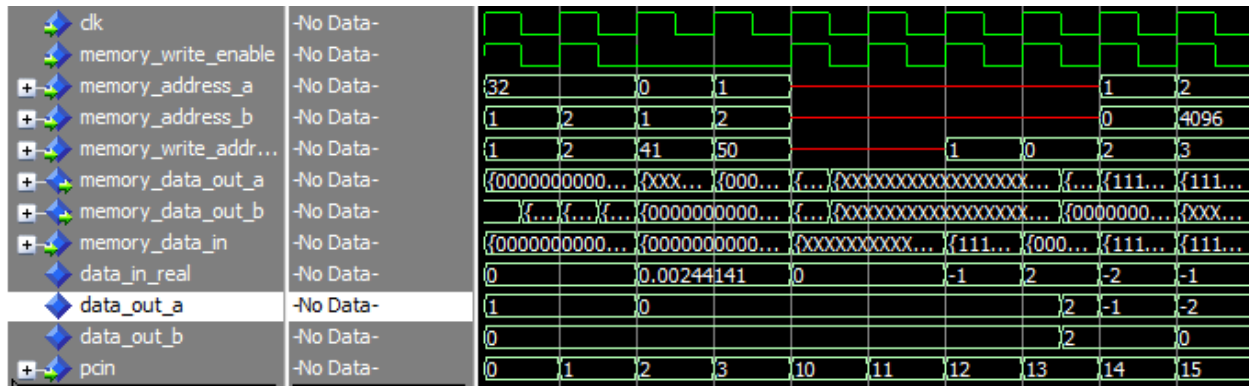 clk -No Data-
memory_write_enable -No Data-
memory_address_a -No Data- 32 0 1 1 2
memory_address_b -No Data- 1 2 1 2 0 4096
memory_write_addr... -No Data- 1 2 41 50 1 0 2 3
memory_data_out_a -No Data- {0000000000... {XXX... {000... {... {XXXXXXXXXXXXXXXXX... {... {111... {111...
memory_data_out_b -No Data- {... {... {... {0000000000... {... {XXXXXXXXXXXXXXXXX... {0000000... {XXX...
memory_data_in -No Data- {0000000000... {0000000000... {XXXXXXXXXX... {111... {000... {111... {111...
data_in_real -No Data- 0 0.00244141 0 -1 2 -2 -1
data_out_a -No Data- 1 0 2 -1 -2
data_out_b -No Data- 0 2 0
pcin -No Data- 0 1 2 3 10 11 12 13 14 15